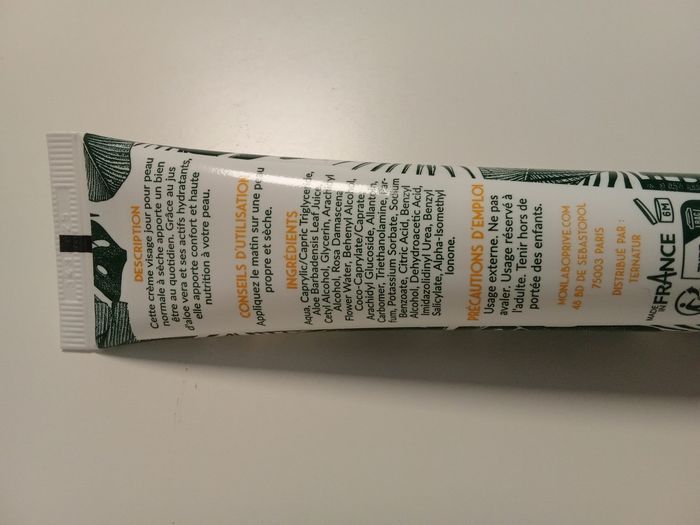 DESCRIPTION
Cette crème visage Jour pour peau
normale à sèche apporte un bien
être au quotidien. Grâce au jus
d'aloe vera et ses actifs hydratants,
elle apporte confort et haute
nutrition à votre peau.
CONSEILS D'UTILISATION
Appliquez le matin sur une peau
propre et sèche.
INGRÉDIENTS
Aqua, Caprylic/Capric Triglyceride,
Aloe Barbadensis Leaf Juice,
Cetyl Alcohol, Glycerin, Arachidyl
Alcohol, Rosa Damascena
Flower Water, Behenyl Alcohol,
Coco-Caprylate/Caprate
Arachidyl Glucoside, Allantoin,
Carbomer, Triethanolamine, Par-
fum, Potassium Sorbate, Sodium
Benzoate, Citric Acid, Benzyl
Alcohol, Dehydroacetic Acid,
Imidazolidinyl Urea, Benzyl
Salicylate, Alpha-Isomethyl
Ionone.
PRÉCAUTIONS D'EMPLOI
Usage externe. Ne pas
avaler. Usage réservé à
l'adulte. Tenir hors de
portée des enfants.
MONLABOPRIVE.COM
48 BD DE SEBASTOPOL
75003 PARIS
DISTRIBUÉ PAR :
TERNATUR
MADE IN FRANCE
6M